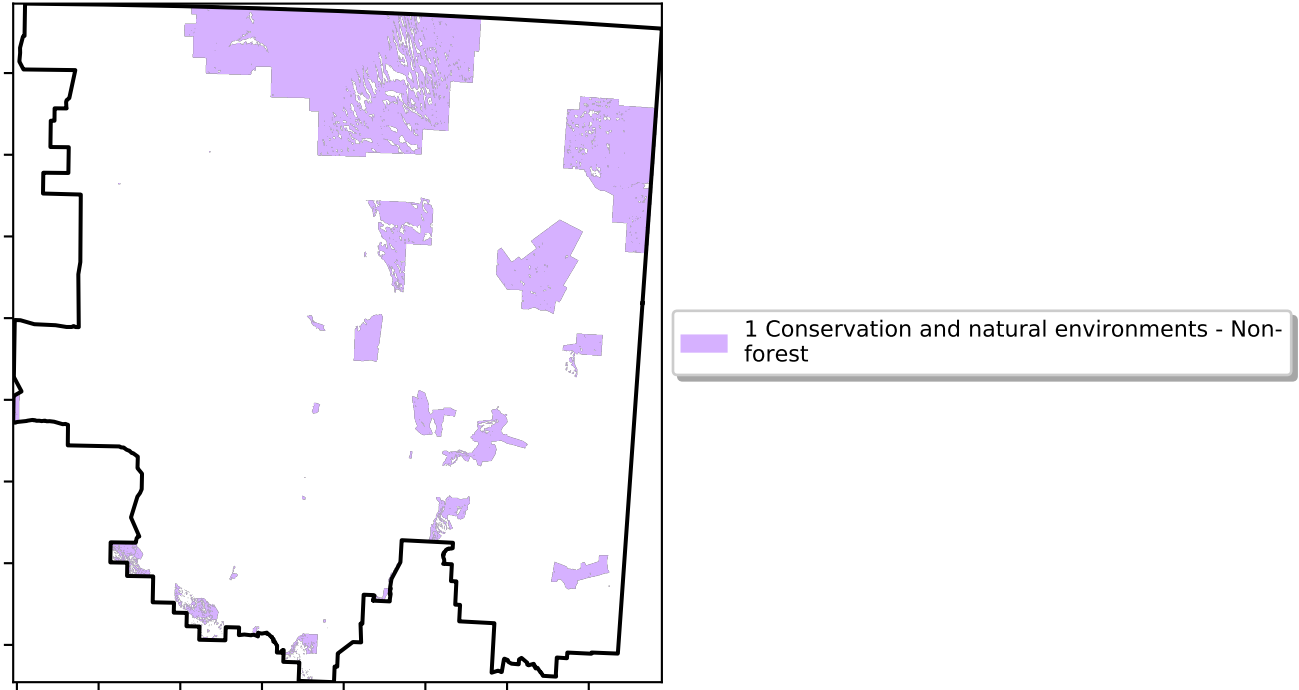 1 Conservation and natural environments - Non-
forest